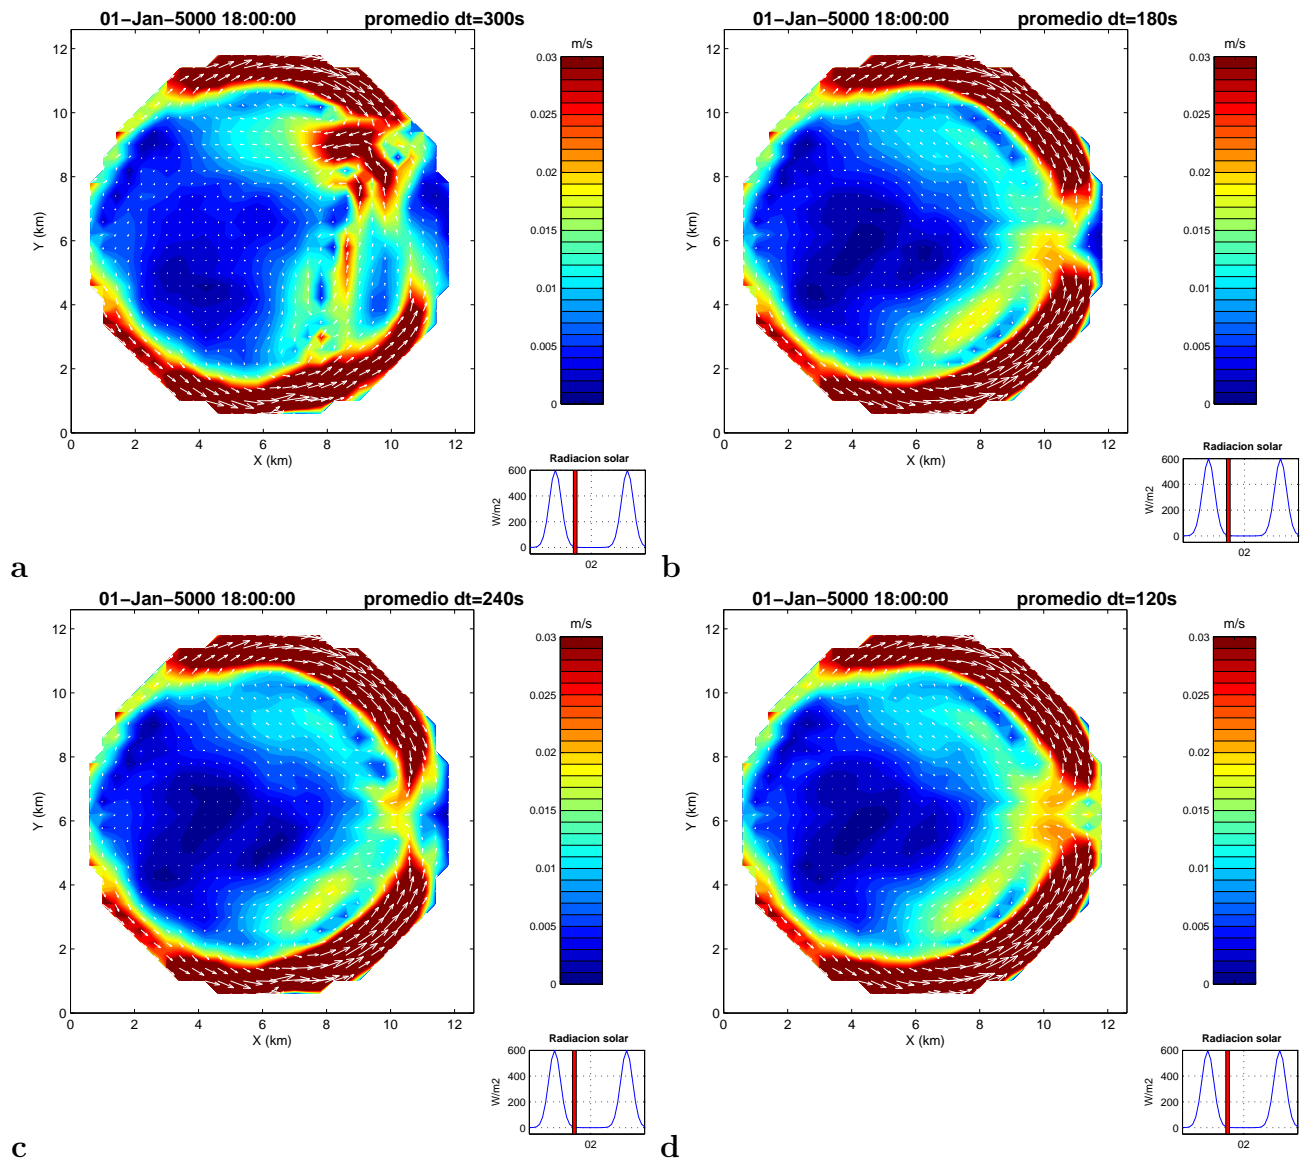 01-Jan-5000 18:00:00 promedio dt=300s
m/s
12
10
8
6
4
2
0
Y (km)
0 2 4 6 8 10 12
X (km)
0.03
0.025
0.02
0.015
0.01
0.005
0
Radiacion solar
600
400
200
0
W/m2
02
a
01-Jan-5000 18:00:00 promedio dt=180s
m/s
12
10
8
6
4
2
0
Y (km)
0 2 4 6 8 10 12
X (km)
0.03
0.025
0.02
0.015
0.01
0.005
0
Radiacion solar
600
400
200
0
W/m2
02
b
01-Jan-5000 18:00:00 promedio dt=240s
m/s
12
10
8
6
4
2
0
Y (km)
0 2 4 6 8 10 12
X (km)
0.03
0.025
0.02
0.015
0.01
0.005
0
Radiacion solar
600
400
200
0
W/m2
02
c
01-Jan-5000 18:00:00 promedio dt=120s
m/s
12
10
8
6
4
2
0
Y (km)
0 2 4 6 8 10 12
X (km)
0.03
0.025
0.02
0.015
0.01
0.005
0
Radiacion solar
600
400
200
0
W/m2
02
d